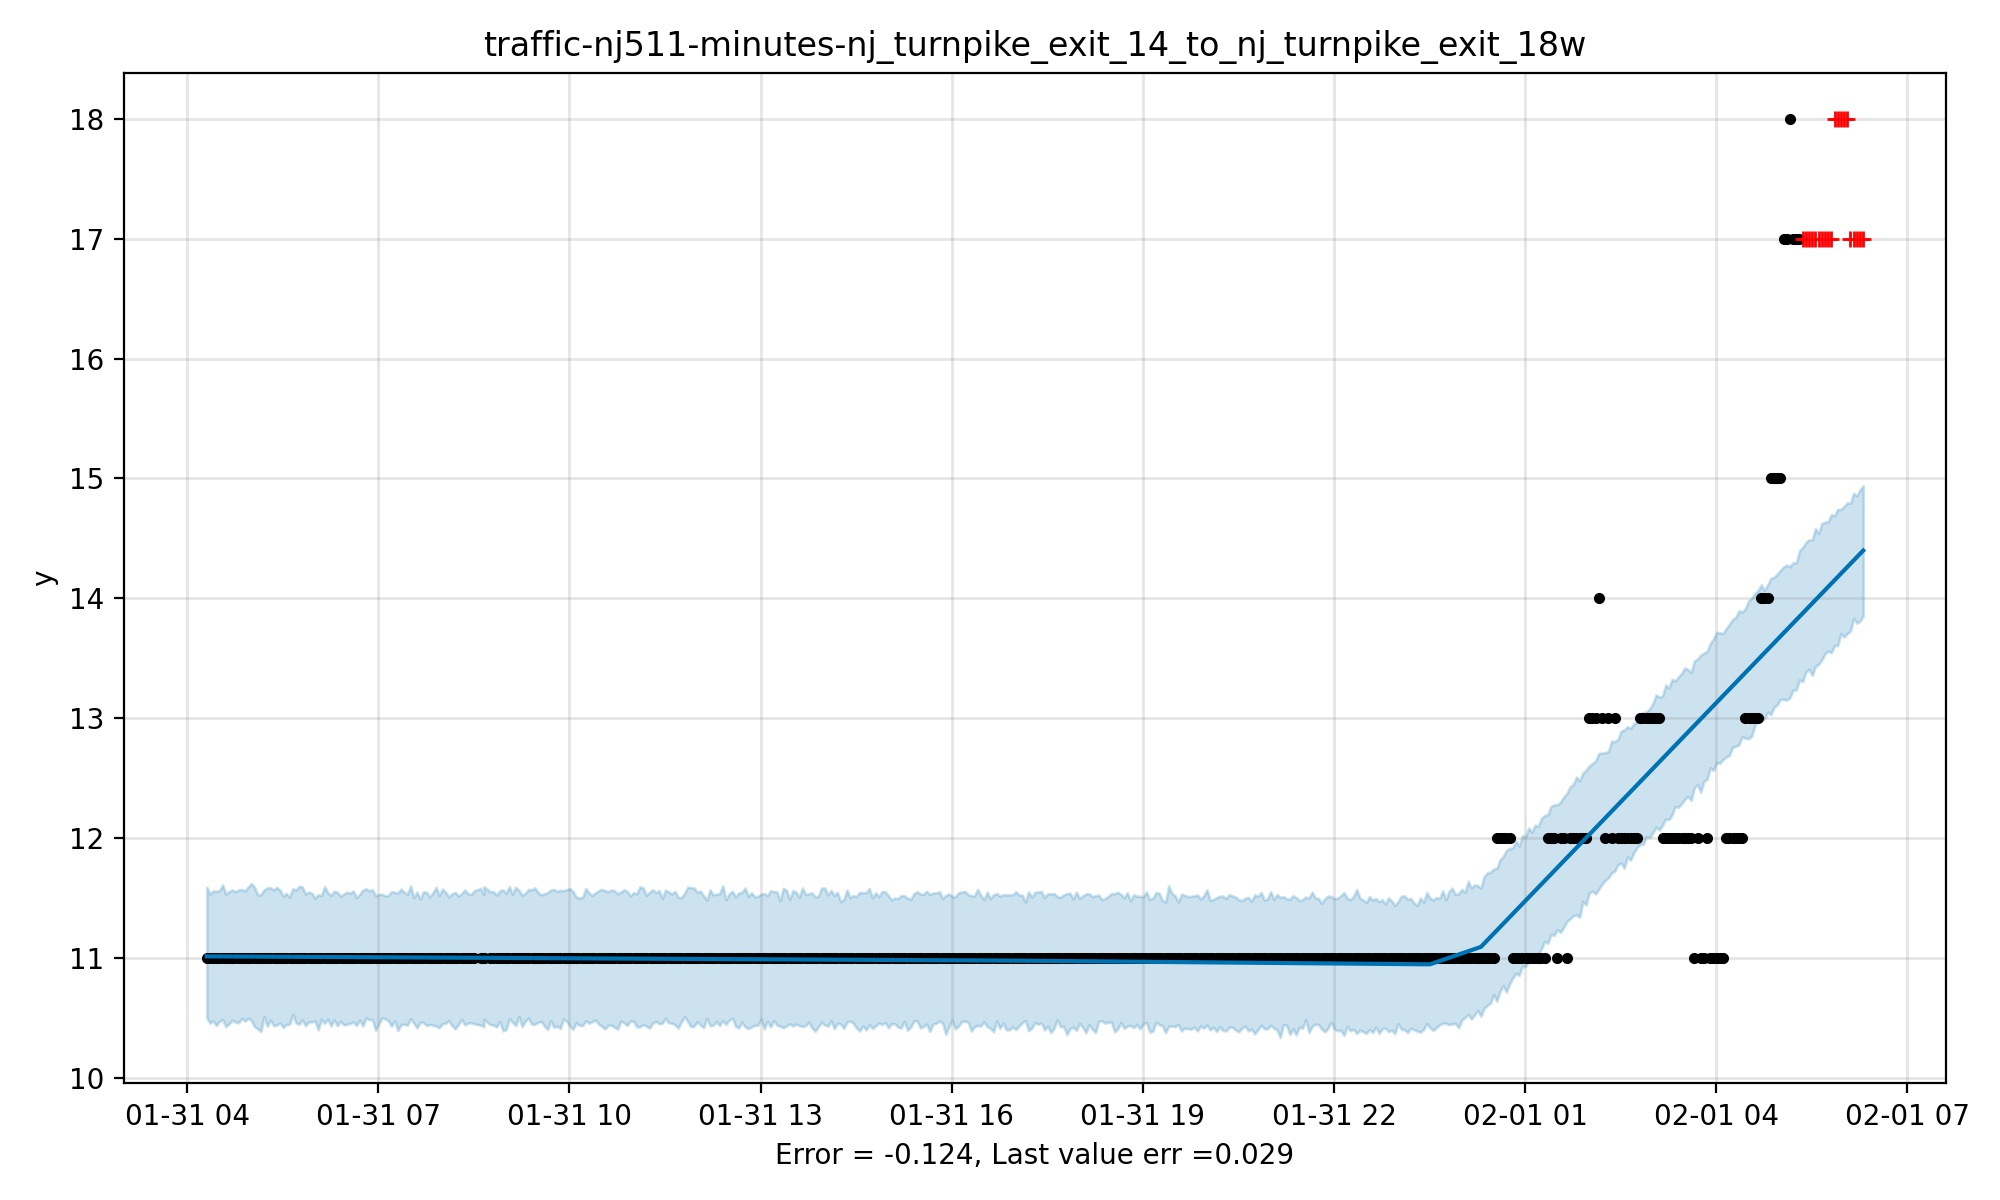 traffic-nj511-minutes-nj_turnpike_exit_14_to_nj_turnpike_exit_18w
18
17
16
15
14
13
12
11
10
y
01-31 04 01-31 07 01-31 10 01-31 13 01-31 16 01-31 19 01-31 22 02-01 01 02-01 04 02-01 07
Error = -0.124, Last value err =0.029